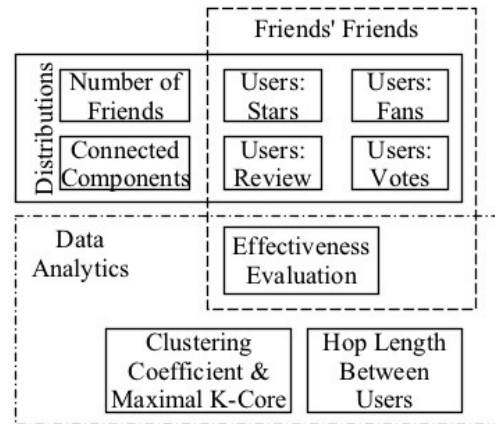 Friends' Friends
Distributions
Number of
Friends
Users:
Stars
Users:
Fans
Connected
Components
Users:
Review
Users:
Votes
Data
Analytics
Effectiveness
Evaluation
Clustering
Coefficient &
Maximal K-Core
Hop Length
Between
Users